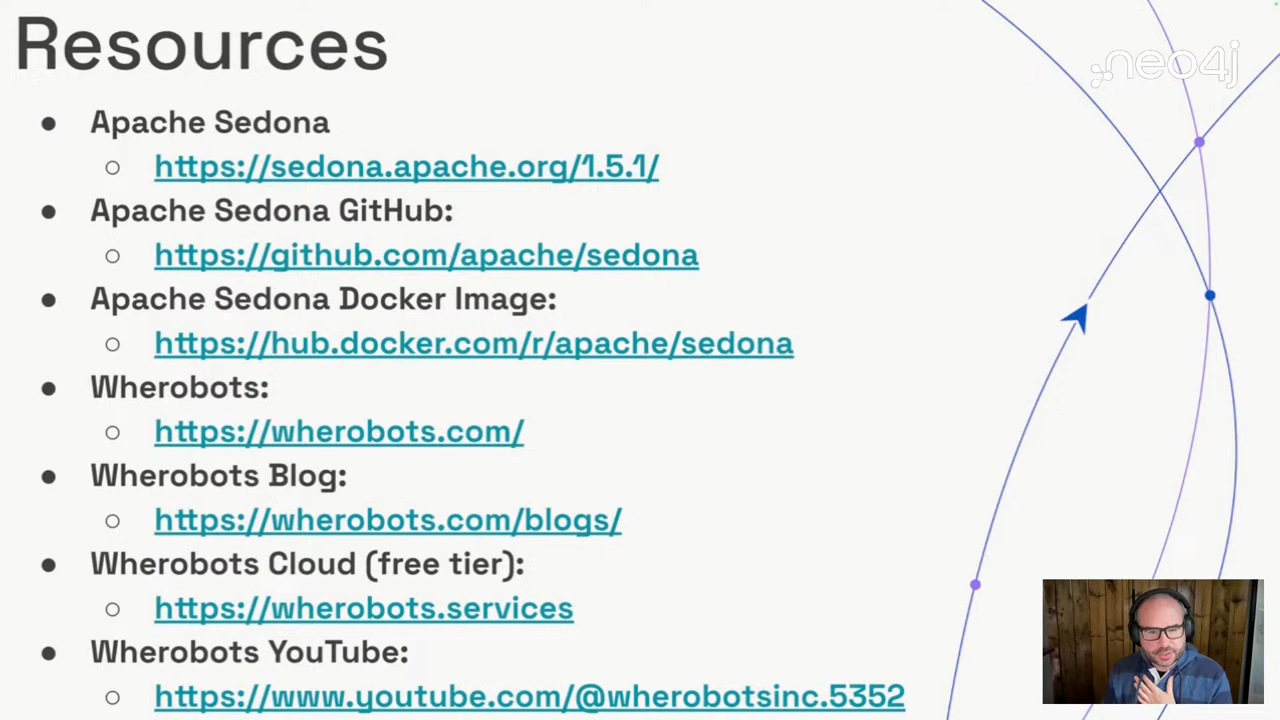 Resources
neo4j
● Apache Sedona
○ https://sedona.apache.org/1.5.1/
● Apache Sedona GitHub:
○ https://github.com/apache/sedona
● Apache Sedona Docker Image:
○ https://hub.docker.com/r/apache/sedona
● Wherobots:
○ https://wherobots.com/
● Wherobots Blog:
○ https://wherobots.com/blogs/
● Wherobots Cloud (free tier):
○ https://wherobots.services
● Wherobots YouTube:
○ https://www.youtube.com/@wherobotsinc.5352